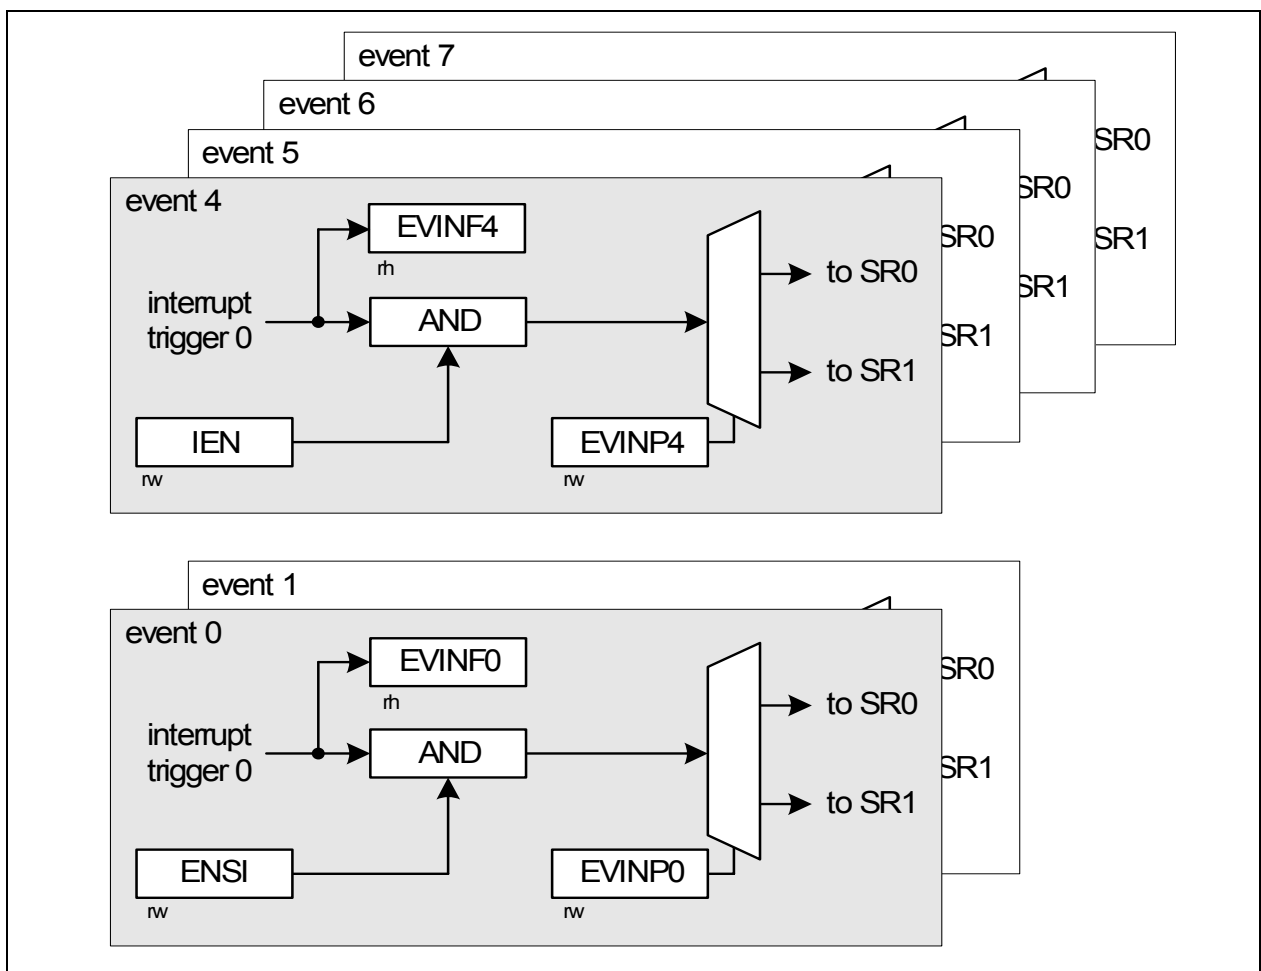 event 7
event 6
event 5
event 4
SR0
SR0
SR0
SR1
SR1
SR1
EVINF4
rh
interrupt
trigger 0
AND
to SR0
to SR1
IEN
rw
EVINP4
rw
event 1
event 0
SR0
SR1
EVINF0
rh
interrupt
trigger 0
AND
to SR0
to SR1
ENSI
rw
EVINP0
rw